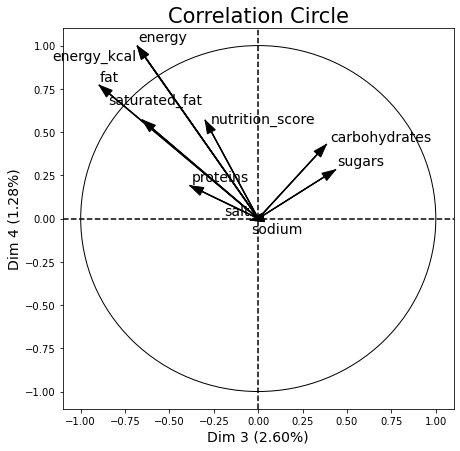 Correlation Circle
energy
energy_kcal
fat
saturated_fat
nutrition_score
carbohydrates
sugars
proteins
salt
sodium
1.00
0.75
0.50
0.25
0.00
−0.25
−0.50
−0.75
−1.00
Dim 4 (1.28%)
−1.00 −0.75 −0.50 −0.25 0.00 0.25 0.50 0.75 1.00
Dim 3 (2.60%)